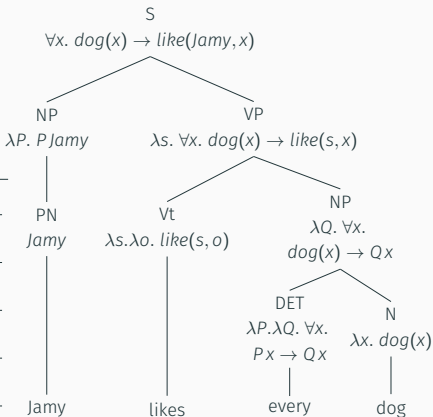 S
∀x. dog(x) → like(Jamy, x)
NP
VP
λP. P Jamy
λs. ∀x. dog(x) → like(s, x)
PN
Vt
NP
Jamy
λs.λo. like(s, o)
λQ. ∀x.
dog(x) → Q x
DET
N
λP.λQ. ∀x.
P x → Q x
λx. dog(x)
Jamy
likes
every
dog